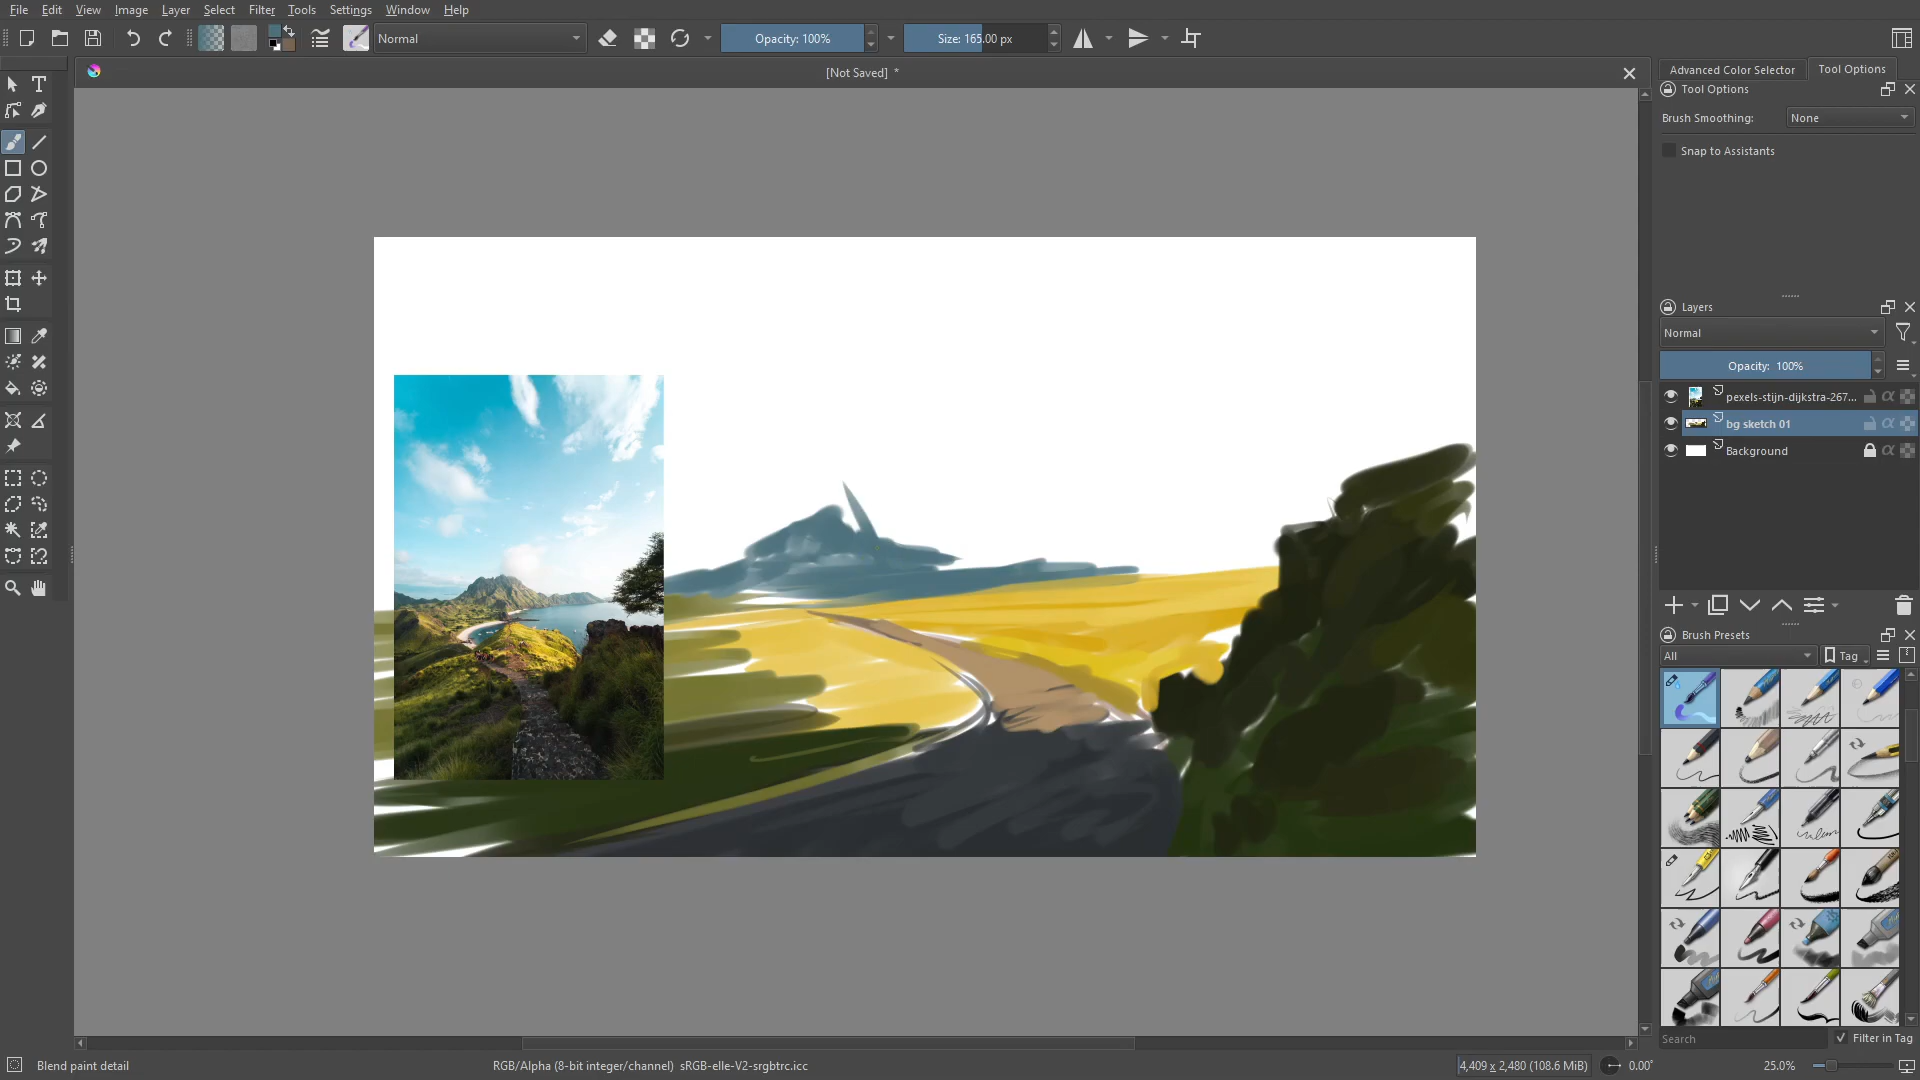 File Edit View Image Layer Select Filter Tools Settings Window Help
Normal
Opacity: 100%
Size: 165.00 px
[Not Saved] *
Advanced Color Selector
Tool Options
Tool Options
Brush Smoothing:
None
Snap to Assistants
Layers
Normal
Opacity: 100%
pexels-stijn-dijkstra-267...
bg sketch 01
Background
Brush Presets
All
Tag
Search
Filter in Tag
Blend paint detail
RGB/Alpha (8-bit integer/channel) sRGB-elle-V2-srgbtrc.icc
4,409 x 2,480 (108.6 MiB)
0.00°
25.0%